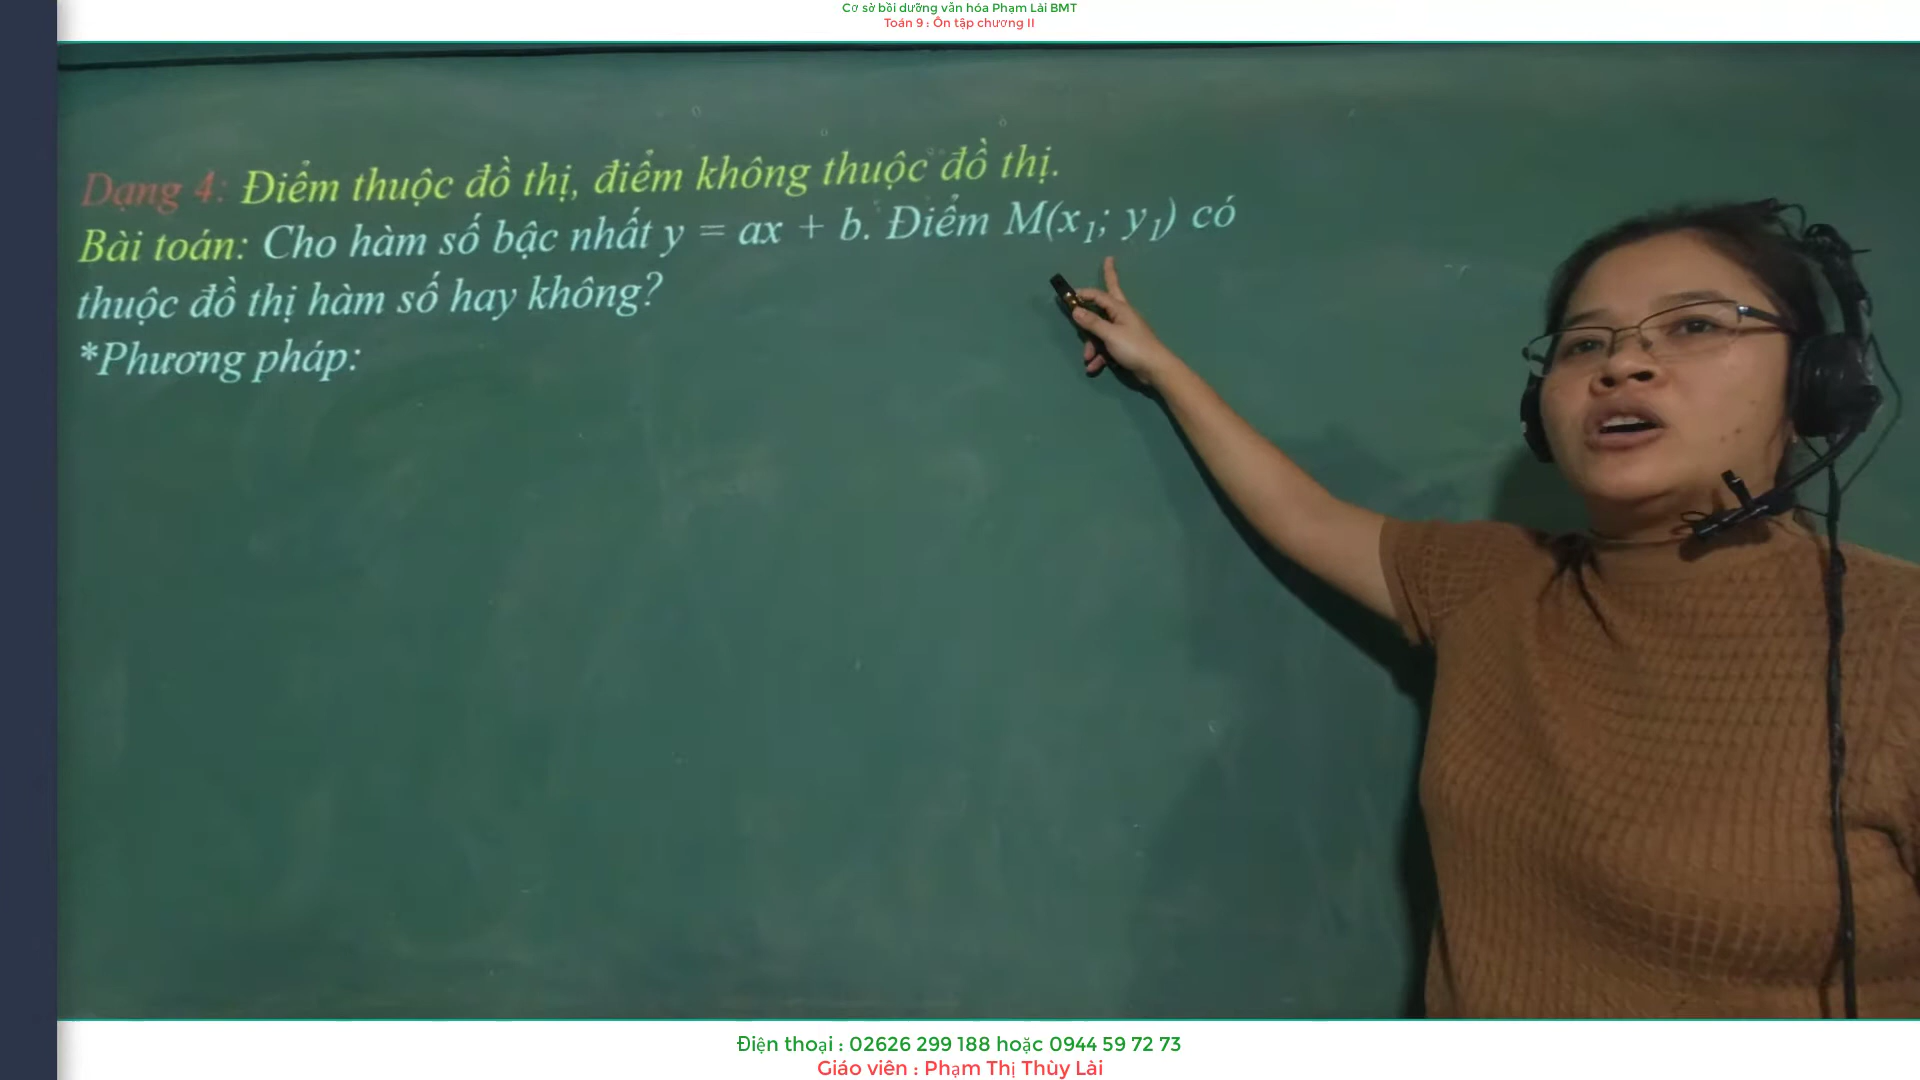 Cơ sở bồi dưỡng văn hóa Phạm Lài BMT
Toán 9 : Ôn tập chương II
Dạng 4: Điểm thuộc đồ thị, điểm không thuộc đồ thị.
Bài toán: Cho hàm số bậc nhất y = ax + b. Điểm M(x₁; y₁) có
thuộc đồ thị hàm số hay không?
*Phương pháp:
Điện thoại : 02626 299 188 hoặc 0944 59 72 73
Giáo viên : Phạm Thị Thùy Lài